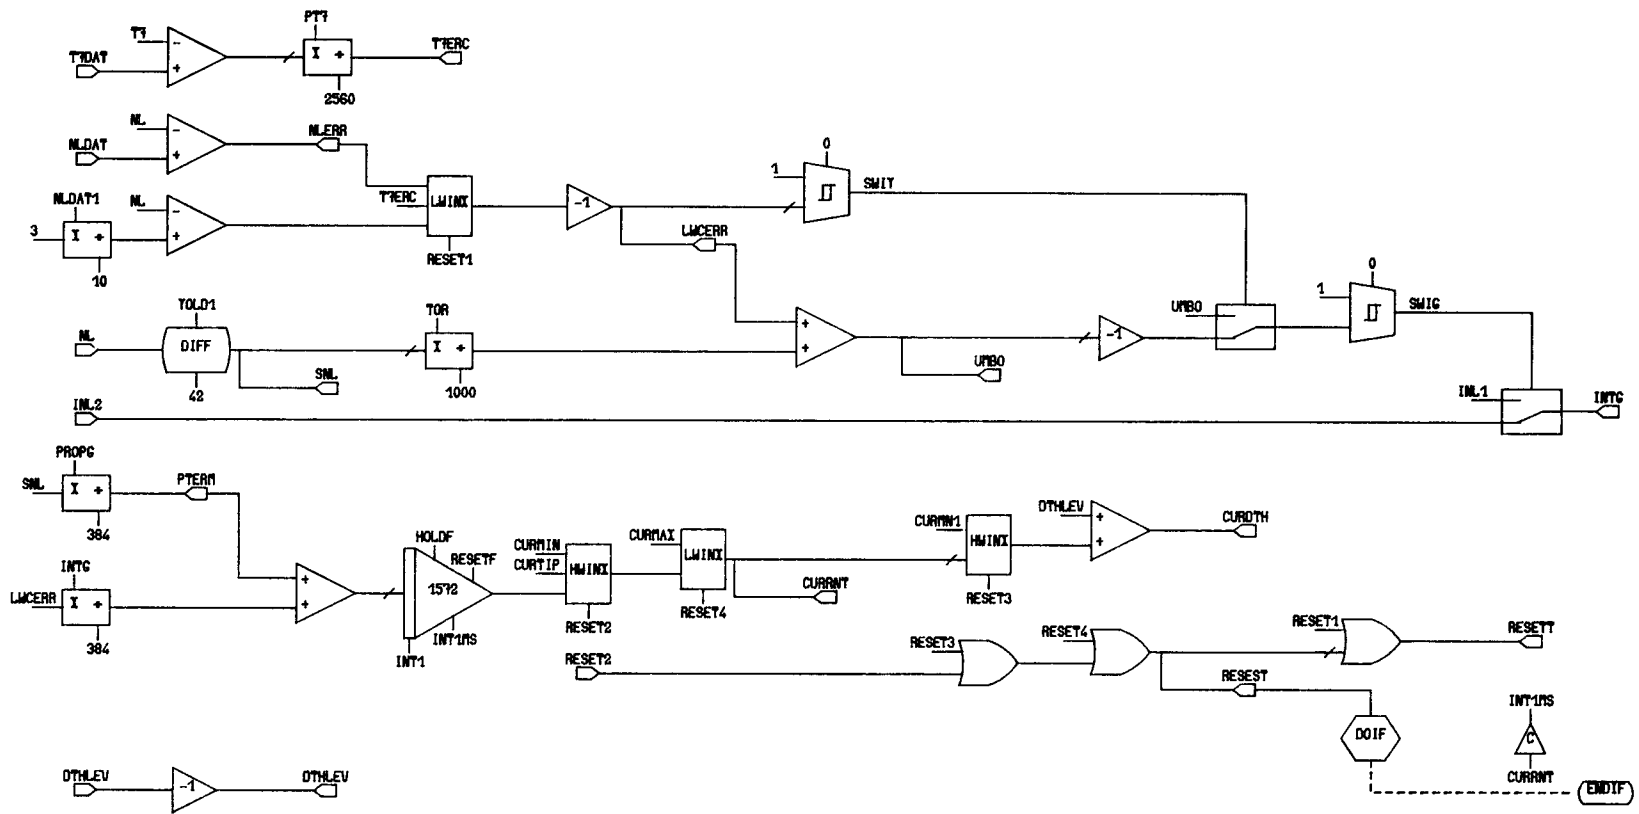 PT7
T7 - X ÷ T7ERC
T7DAT +
2560
NL - NLERR
NLDAT +
0
1
T7ERC LWINX -1 SWIT
NLDAT1 NL -
3 X ÷ +
LWCERR
RESET1
10
0
1 SWIG
TOLD1 TOR UMBO
NL DIFF X ÷ + + -1
SNL UMBO
42 1000
INL1 INTG
INL2
PROPG
SNL X ÷ PTERM
384
DTHLEV +
CURMN1 CURDTH
HOLDF CURMAX HWINX +
CURMIN LWINX
RESETF CURTIP HWINX
INTG 1572 CURRNT
LWCERR X ÷ + + RESET3
RESET4
384 INT1MS RESET2
INT1
RESET1 RESETT
RESET3 RESET4
RESET2
RESEST
INT1MS
DOIF C
CURRNT
DTHLEV -1 DTHLEV
ENDIF